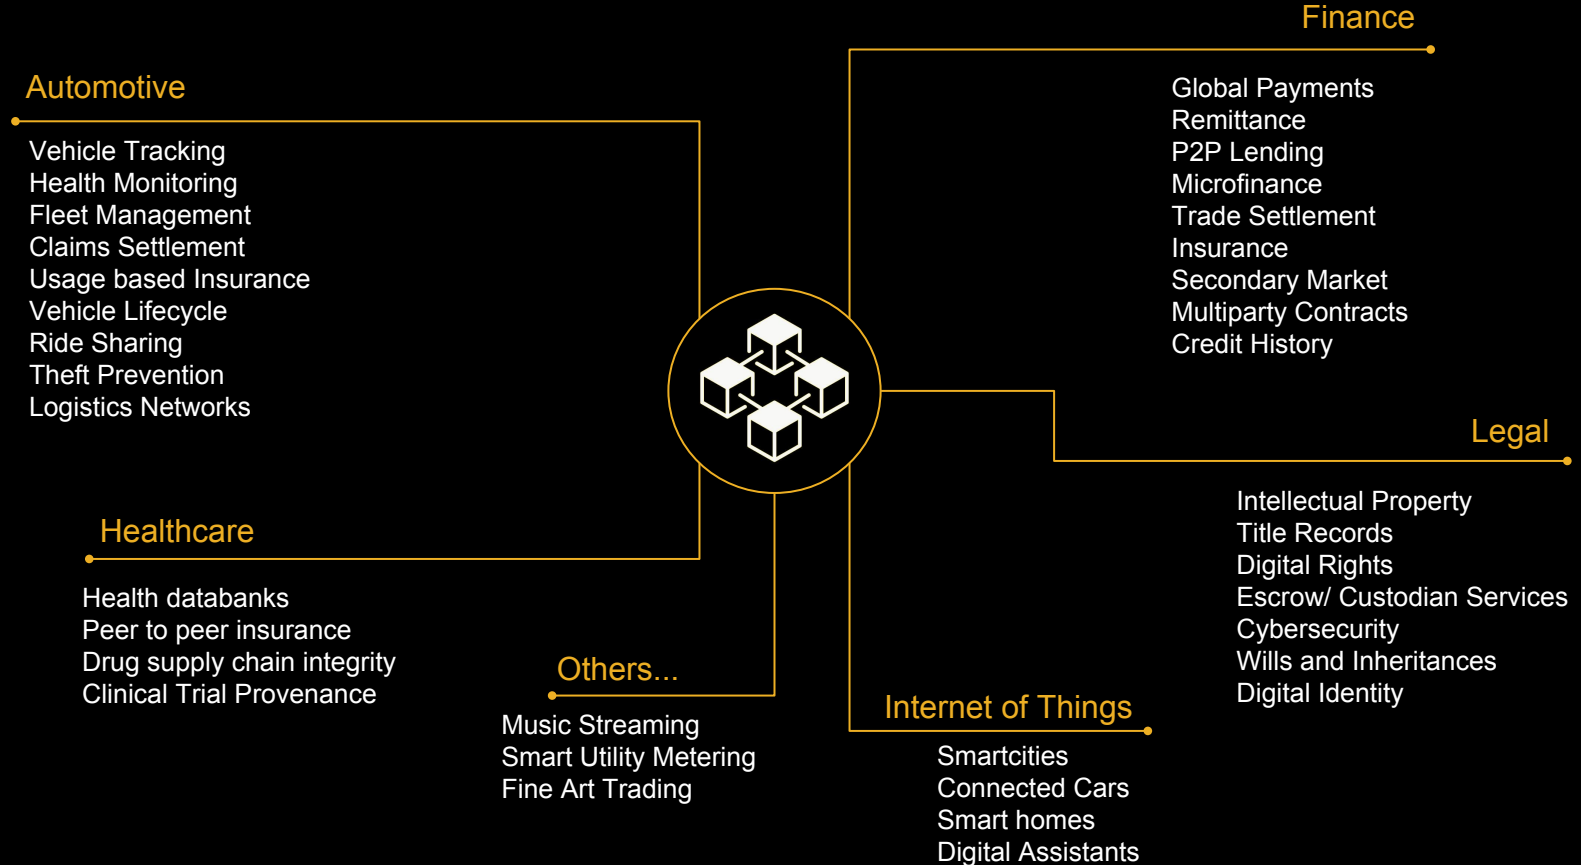 Automotive
Vehicle Tracking
Health Monitoring
Fleet Management
Claims Settlement
Usage based Insurance
Vehicle Lifecycle
Ride Sharing
Theft Prevention
Logistics Networks
Finance
Global Payments
Remittance
P2P Lending
Microfinance
Trade Settlement
Insurance
Secondary Market
Multiparty Contracts
Credit History
Legal
Intellectual Property
Title Records
Digital Rights
Escrow/ Custodian Services
Cybersecurity
Wills and Inheritances
Digital Identity
Healthcare
Health databanks
Peer to peer insurance
Drug supply chain integrity
Clinical Trial Provenance
Others...
Music Streaming
Smart Utility Metering
Fine Art Trading
Internet of Things
Smartcities
Connected Cars
Smart homes
Digital Assistants